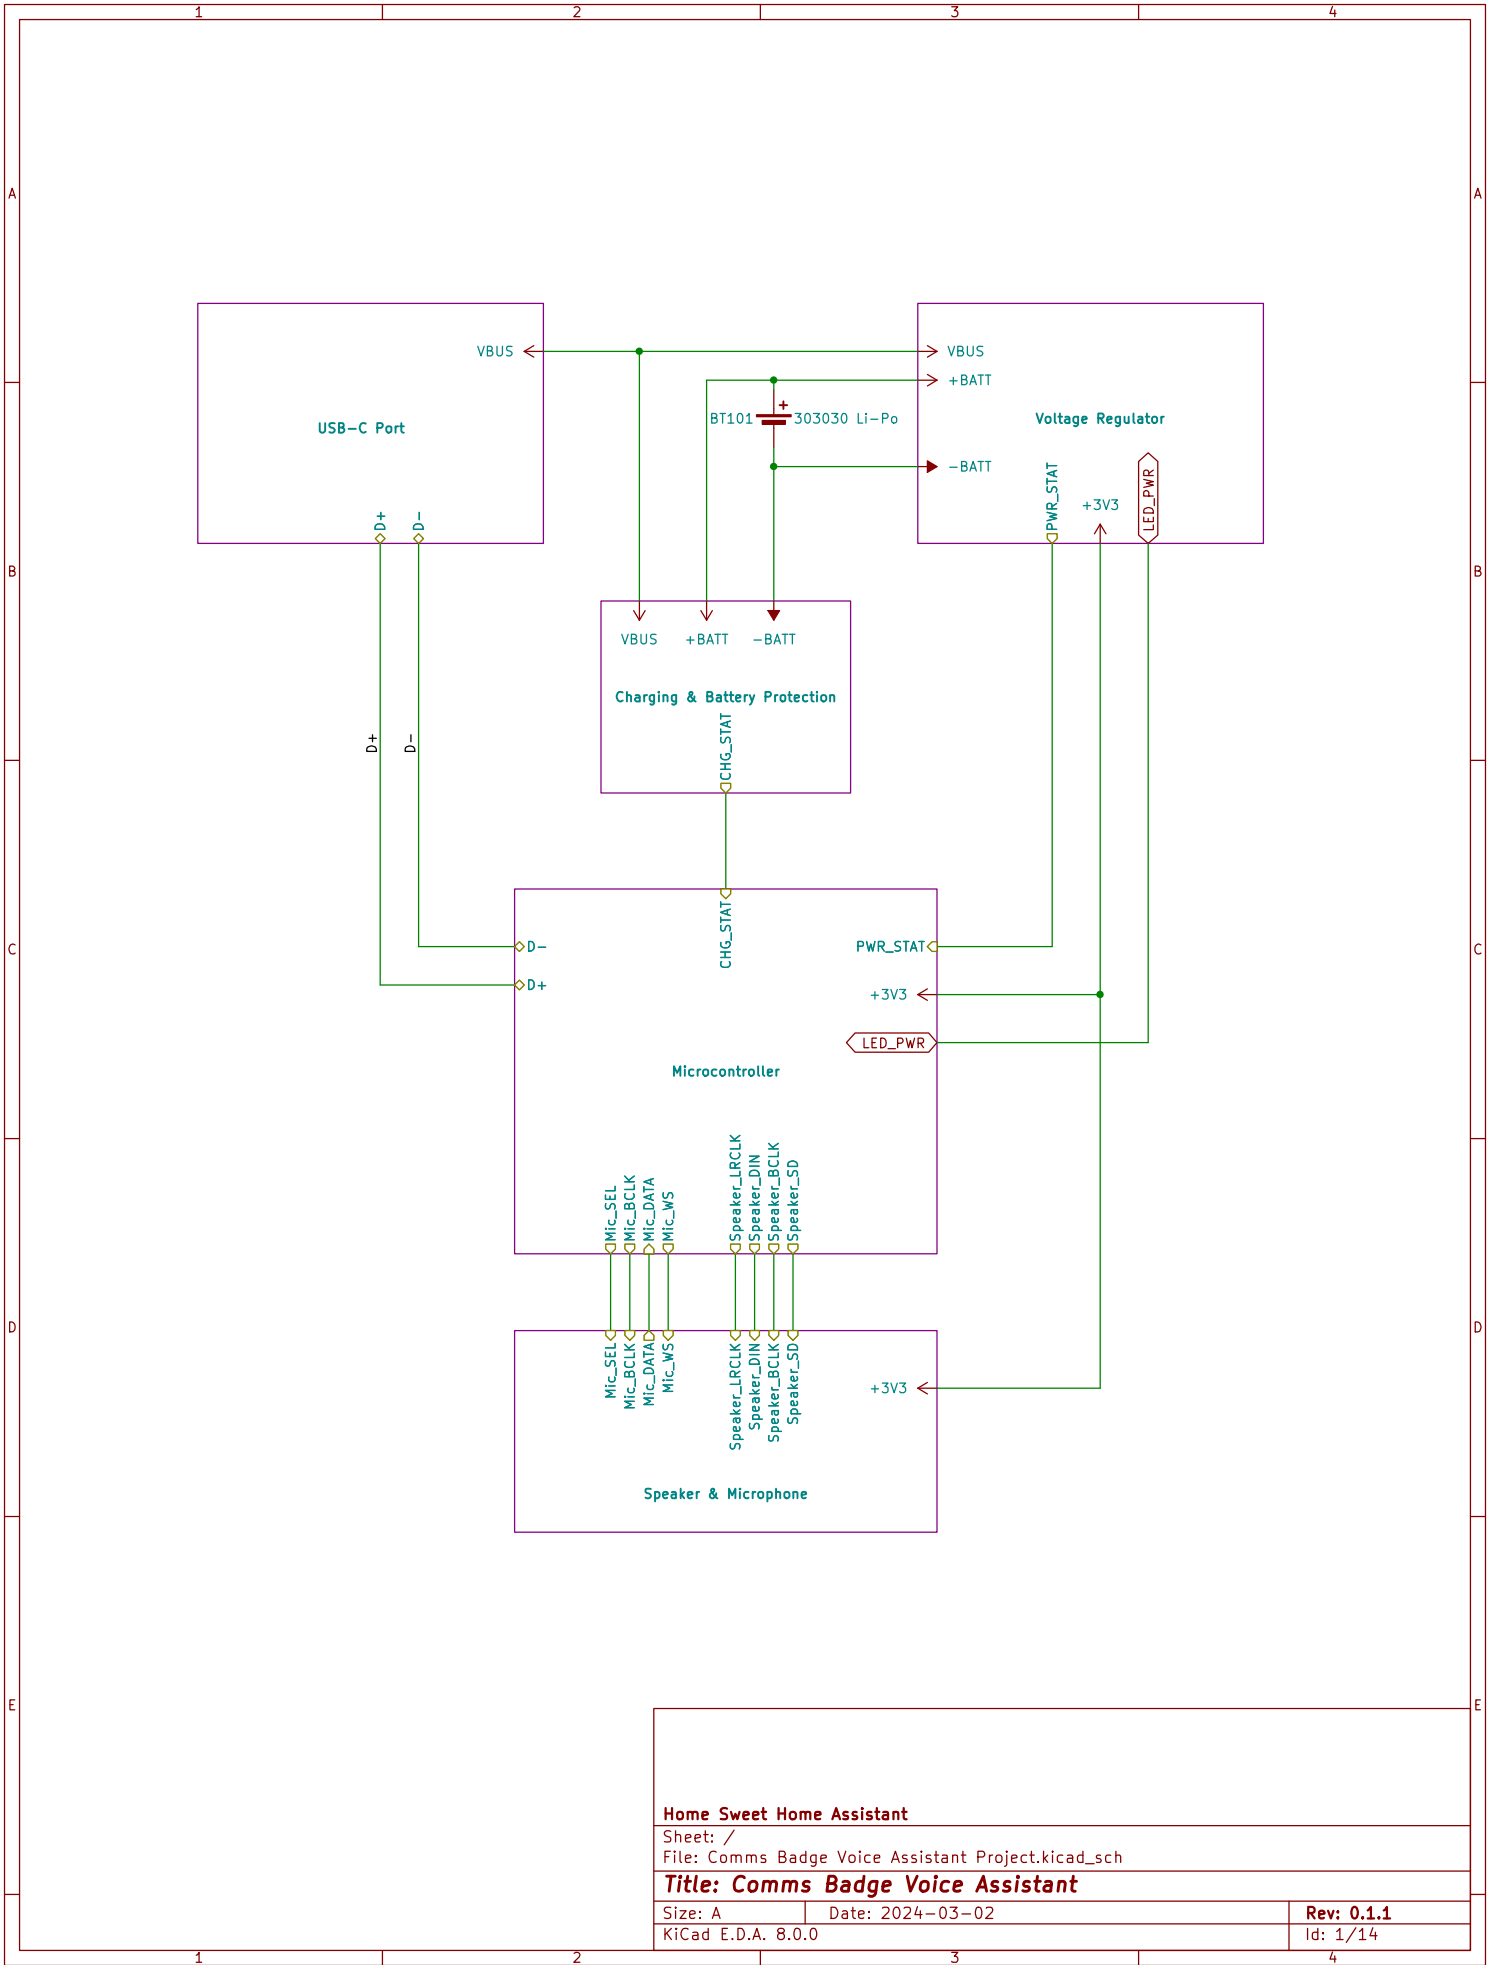 1 2 3 4
A A
VBUS VBUS
+BATT
+
BT101 303030 Li-Po
USB-C Port Voltage Regulator
-BATT
PWR_STAT
+3V3
LED_PWR
D+ D-
B B
VBUS +BATT -BATT
Charging & Battery Protection
CHG_STAT
D+ D-
CHG_STAT
D- PWR_STAT
C C
D+ +3V3
LED_PWR
Microcontroller
Mic_SEL
Mic_BCLK
Mic_DATA
Mic_WS
Speaker_LRCLK
Speaker_DIN
Speaker_BCLK
Speaker_SD
D D
Mic_SEL
Mic_BCLK
Mic_DATA
Mic_WS
Speaker_LRCLK
Speaker_DIN
Speaker_BCLK
Speaker_SD
+3V3
Speaker & Microphone
E E
Home Sweet Home Assistant
Sheet: /
File: Comms Badge Voice Assistant Project.kicad_sch
Title: Comms Badge Voice Assistant
Size: A Date: 2024-03-02 Rev: 0.1.1
KiCad E.D.A. 8.0.0 Id: 1/14
1 2 3 4